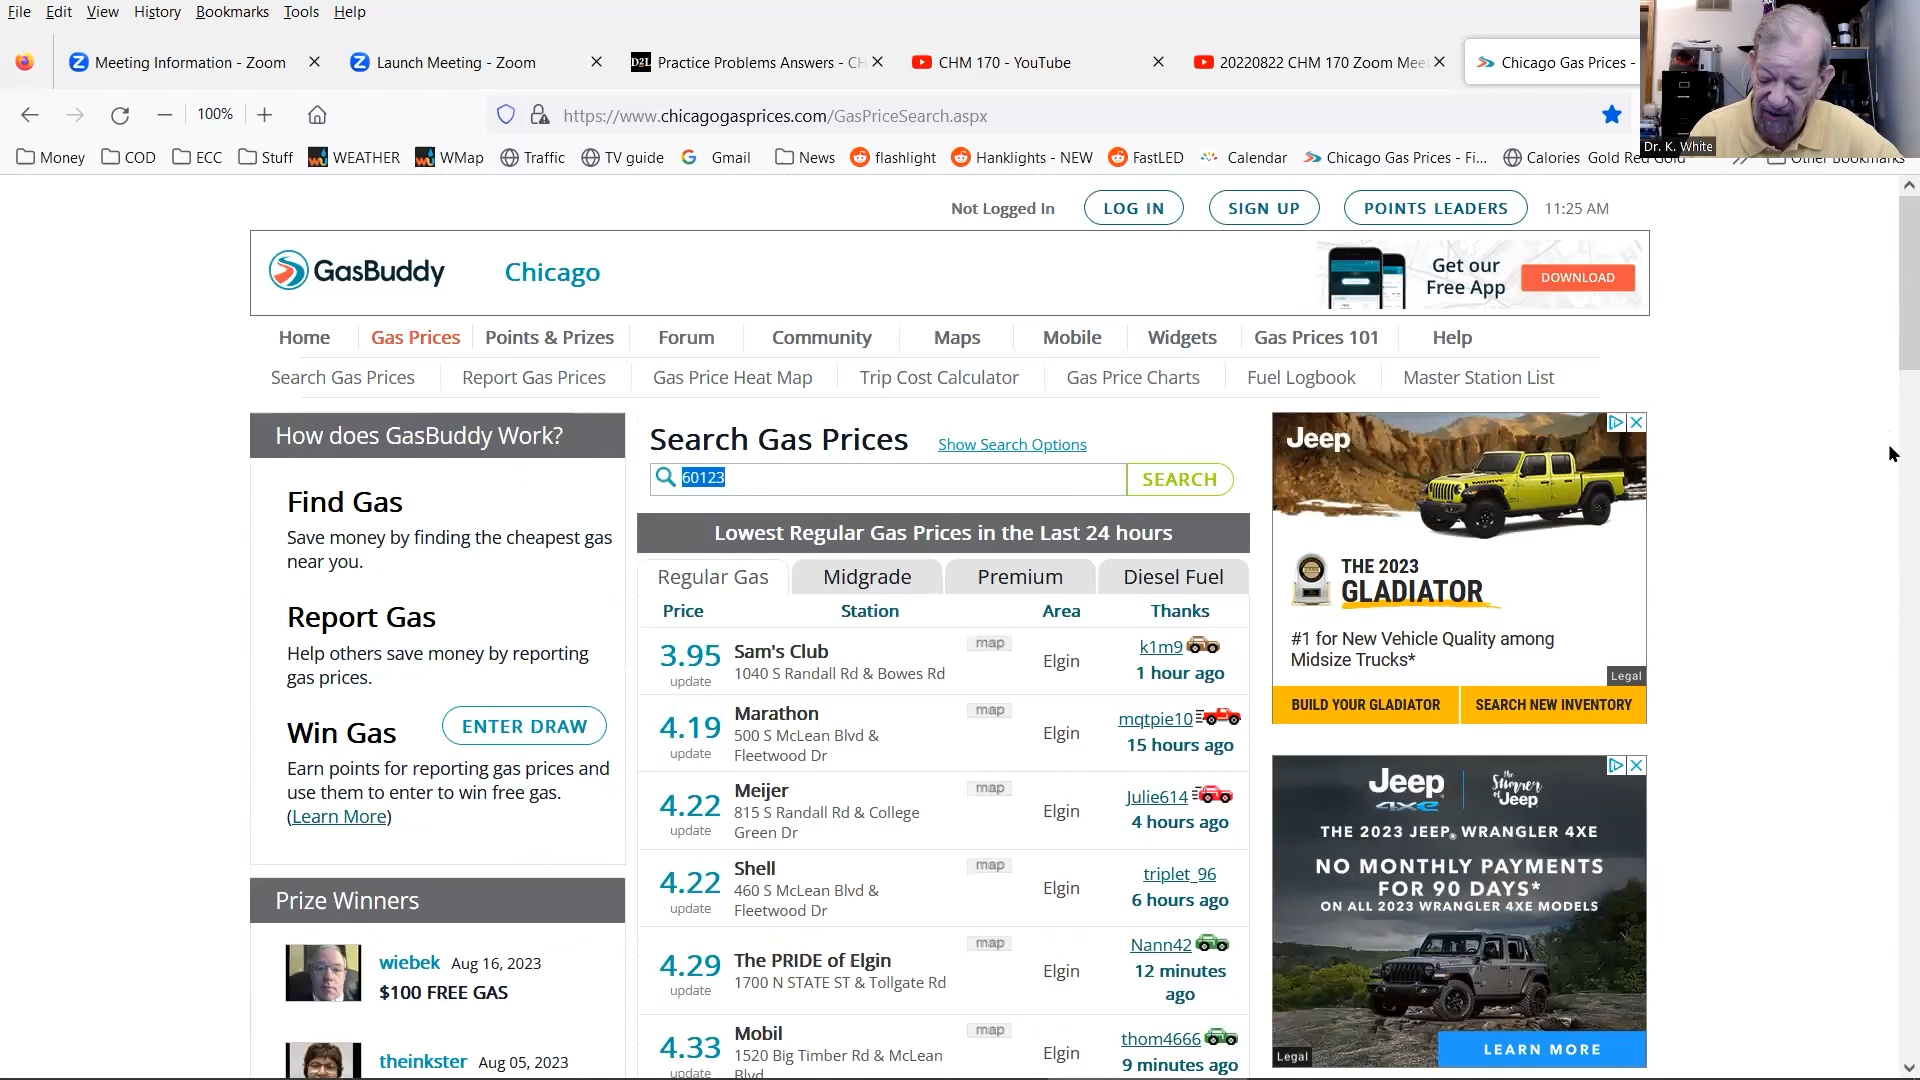 File Edit View History Bookmarks Tools Help
Meeting Information - Zoom
Launch Meeting - Zoom
D2L Practice Problems Answers - CH
CHM 170 - YouTube
20220822 CHM 170 Zoom Mee
Chicago Gas Prices -
100%
https://www.chicagogasprices.com/GasPriceSearch.aspx
Dr. K. White
Money COD ECC Stuff WEATHER WMap Traffic TV guide Gmail News flashlight Hanklights - NEW FastLED Calendar Chicago Gas Prices - Fi... Calories Gold Red Gold Other Bookmarks
Not Logged In LOG IN SIGN UP POINTS LEADERS 11:25 AM
GasBuddy Chicago
Get our
Free App
DOWNLOAD
Home Gas Prices Points & Prizes Forum Community Maps Mobile Widgets Gas Prices 101 Help
Search Gas Prices Report Gas Prices Gas Price Heat Map Trip Cost Calculator Gas Price Charts Fuel Logbook Master Station List
How does GasBuddy Work?
Find Gas
Save money by finding the cheapest gas
near you.
Report Gas
Help others save money by reporting
gas prices.
Win Gas ENTER DRAW
Earn points for reporting gas prices and
use them to enter to win free gas.
(Learn More)
Prize Winners
wiebek Aug 16, 2023
$100 FREE GAS
theinkster Aug 05, 2023
Search Gas Prices Show Search Options
60123 SEARCH
Lowest Regular Gas Prices in the Last 24 hours
Regular Gas Midgrade Premium Diesel Fuel
Price Station Area Thanks
3.95 Sam's Club map Elgin k1m9
update 1040 S Randall Rd & Bowes Rd 1 hour ago
4.19 Marathon map Elgin mqtpie10
update 500 S McLean Blvd & 15 hours ago
Fleetwood Dr
4.22 Meijer map Elgin Julie614
update 815 S Randall Rd & College 4 hours ago
Green Dr
4.22 Shell map Elgin triplet_96
update 460 S McLean Blvd & 6 hours ago
Fleetwood Dr
4.29 The PRIDE of Elgin map Elgin Nann42
update 1700 N STATE ST & Tollgate Rd 12 minutes
ago
4.33 Mobil map Elgin thom4666
update 1520 Big Timber Rd & McLean 9 minutes ago
Blvd
Jeep
THE 2023
GLADIATOR
#1 for New Vehicle Quality among
Midsize Trucks*
Legal
BUILD YOUR GLADIATOR SEARCH NEW INVENTORY
Jeep
4xe
the Summer of Jeep
THE 2023 JEEP® WRANGLER 4XE
NO MONTHLY PAYMENTS
FOR 90 DAYS*
ON ALL 2023 WRANGLER 4XE MODELS
Legal
LEARN MORE